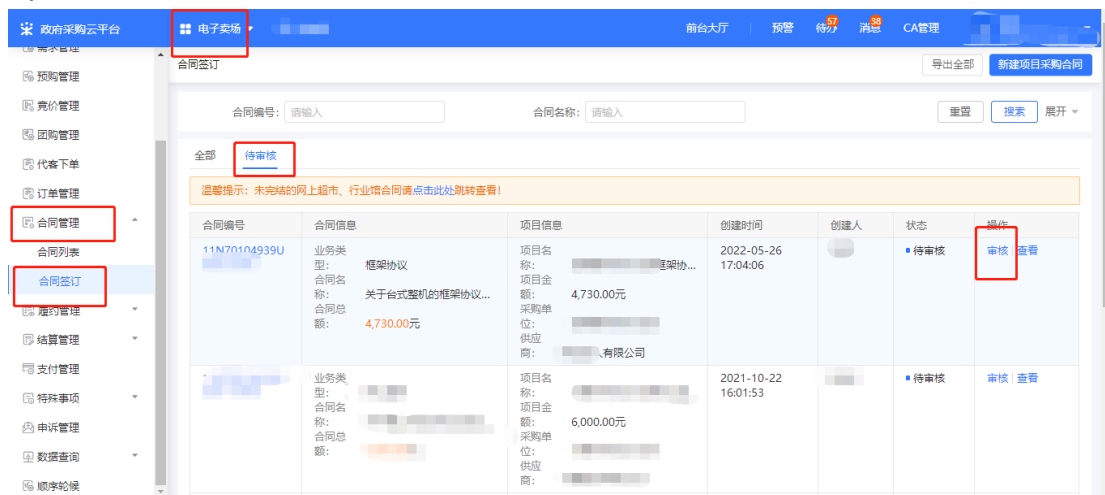 政府采购云平台
电子卖场
前台大厅 预警 待办 57 消息 38 CA管理
需求管理
预购管理
竞价管理
团购管理
代客下单
订单管理
合同管理
合同列表
合同签订
履约管理
结算管理
支付管理
特殊事项
申诉管理
数据查询
顺序轮候
合同签订
导出全部 新建项目采购合同
合同编号: 请输入 合同名称: 请输入 重置 搜索 展开
全部 待审核
温馨提示：未完结的网上超市、行业馆合同请点击此处跳转查看!
合同编号 合同信息 项目信息 创建时间 创建人 状态 操作
11N70104939U
业务类型: 框架协议
合同名称: 关于台式整机的框架协议...
合同总额: 4,730.00元
项目名称: 框架协...
项目金额: 4,730.00元
采购单位:
供应商: 有限公司
2022-05-26
17:04:06
待审核
审核 查看
业务类型:
合同名称:
合同总额:
项目名称:
项目金额: 6,000.00元
采购单位:
供应商:
2021-10-22
16:01:53
待审核
审核 查看